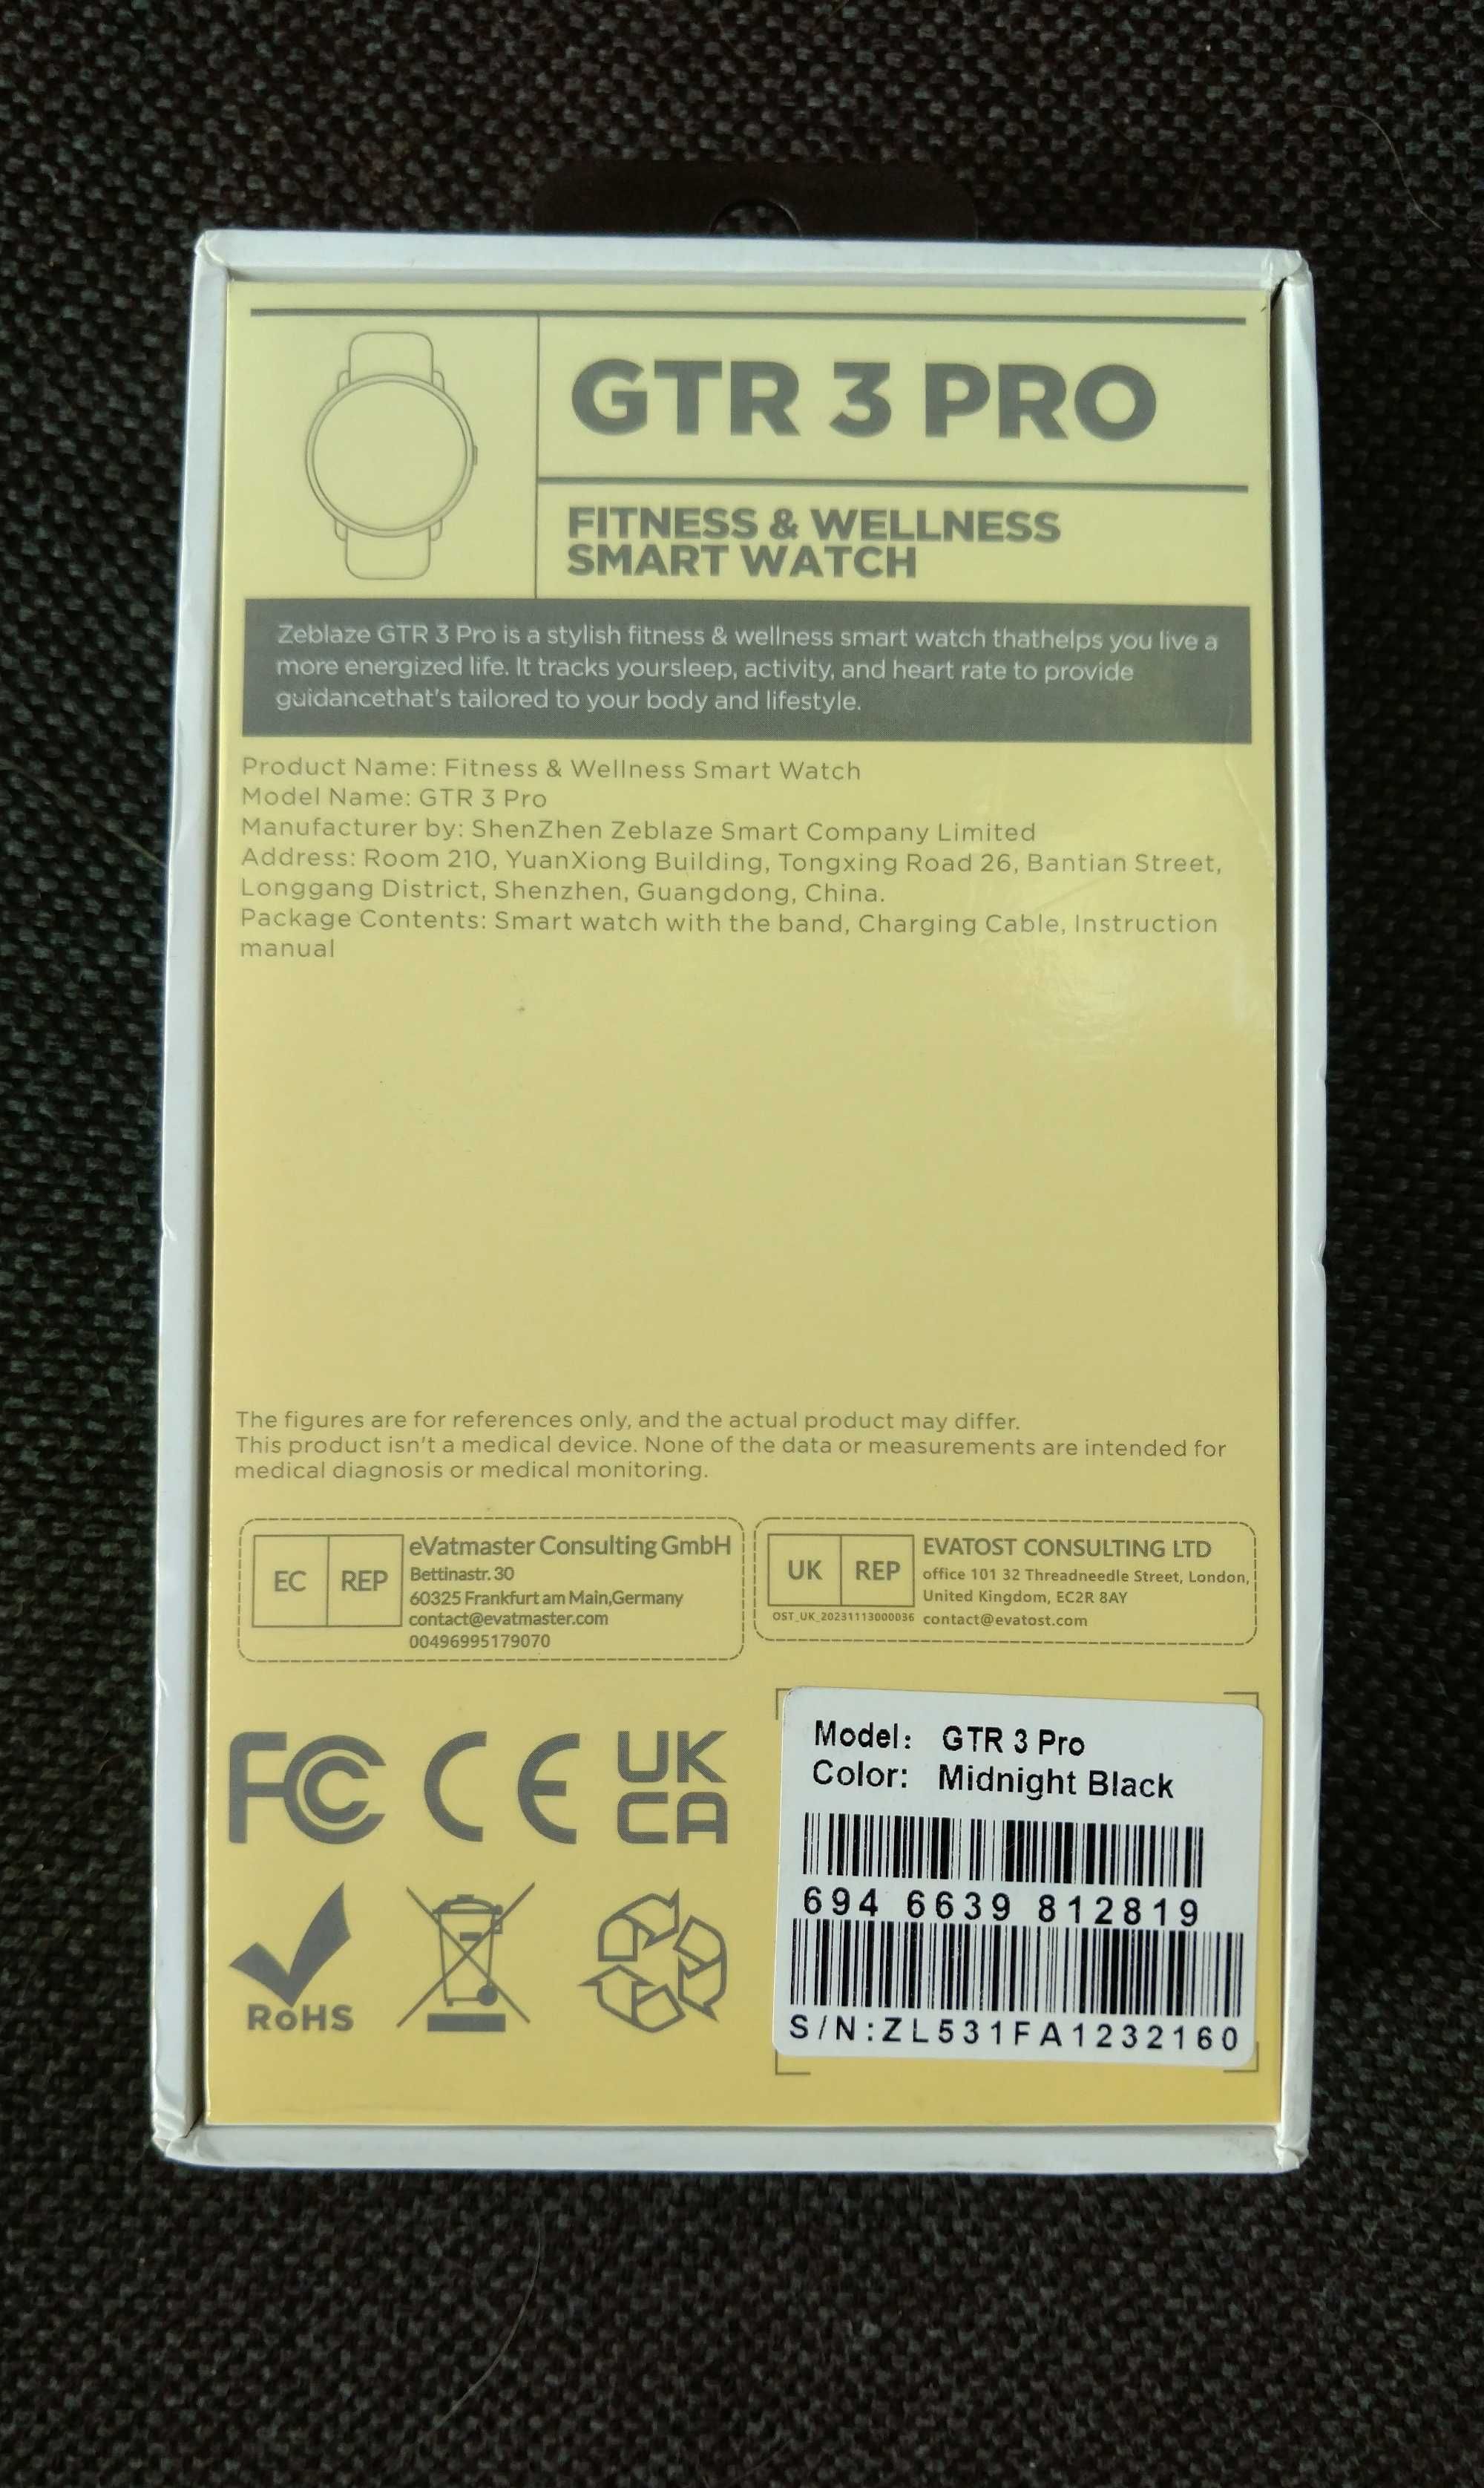 GTR 3 PRO
FITNESS & WELLNESS
SMART WATCH
Zeblaze GTR 3 Pro is a stylish fitness & wellness smart watch thathelps you live a
more energized life. It tracks yoursleep, activity, and heart rate to provide
guidancethat's tailored to your body and lifestyle.
Product Name: Fitness & Wellness Smart Watch
Model Name: GTR 3 Pro
Manufacturer by: ShenZhen Zeblaze Smart Company Limited
Address: Room 210, YuanXiong Building, Tongxing Road 26, Bantian Street,
Longgang District, Shenzhen, Guangdong, China.
Package Contents: Smart watch with the band, Charging Cable, Instruction
manual
The figures are for references only, and the actual product may differ.
This product isn't a medical device. None of the data or measurements are intended for
medical diagnosis or medical monitoring.
EC REP
eVatmaster Consulting GmbH
Bettinastr. 30
60325 Frankfurt am Main,Germany
contact@evatmaster.com
00496995179070
UK REP
OST_UK_20231113000036
EVATOST CONSULTING LTD
office 101 32 Threadneedle Street, London,
United Kingdom, EC2R 8AY
contact@evatost.com
FC CE UK
CA
RoHS
Model: GTR 3 Pro
Color: Midnight Black
694 6639 812819
S/N:ZL531FA1232160